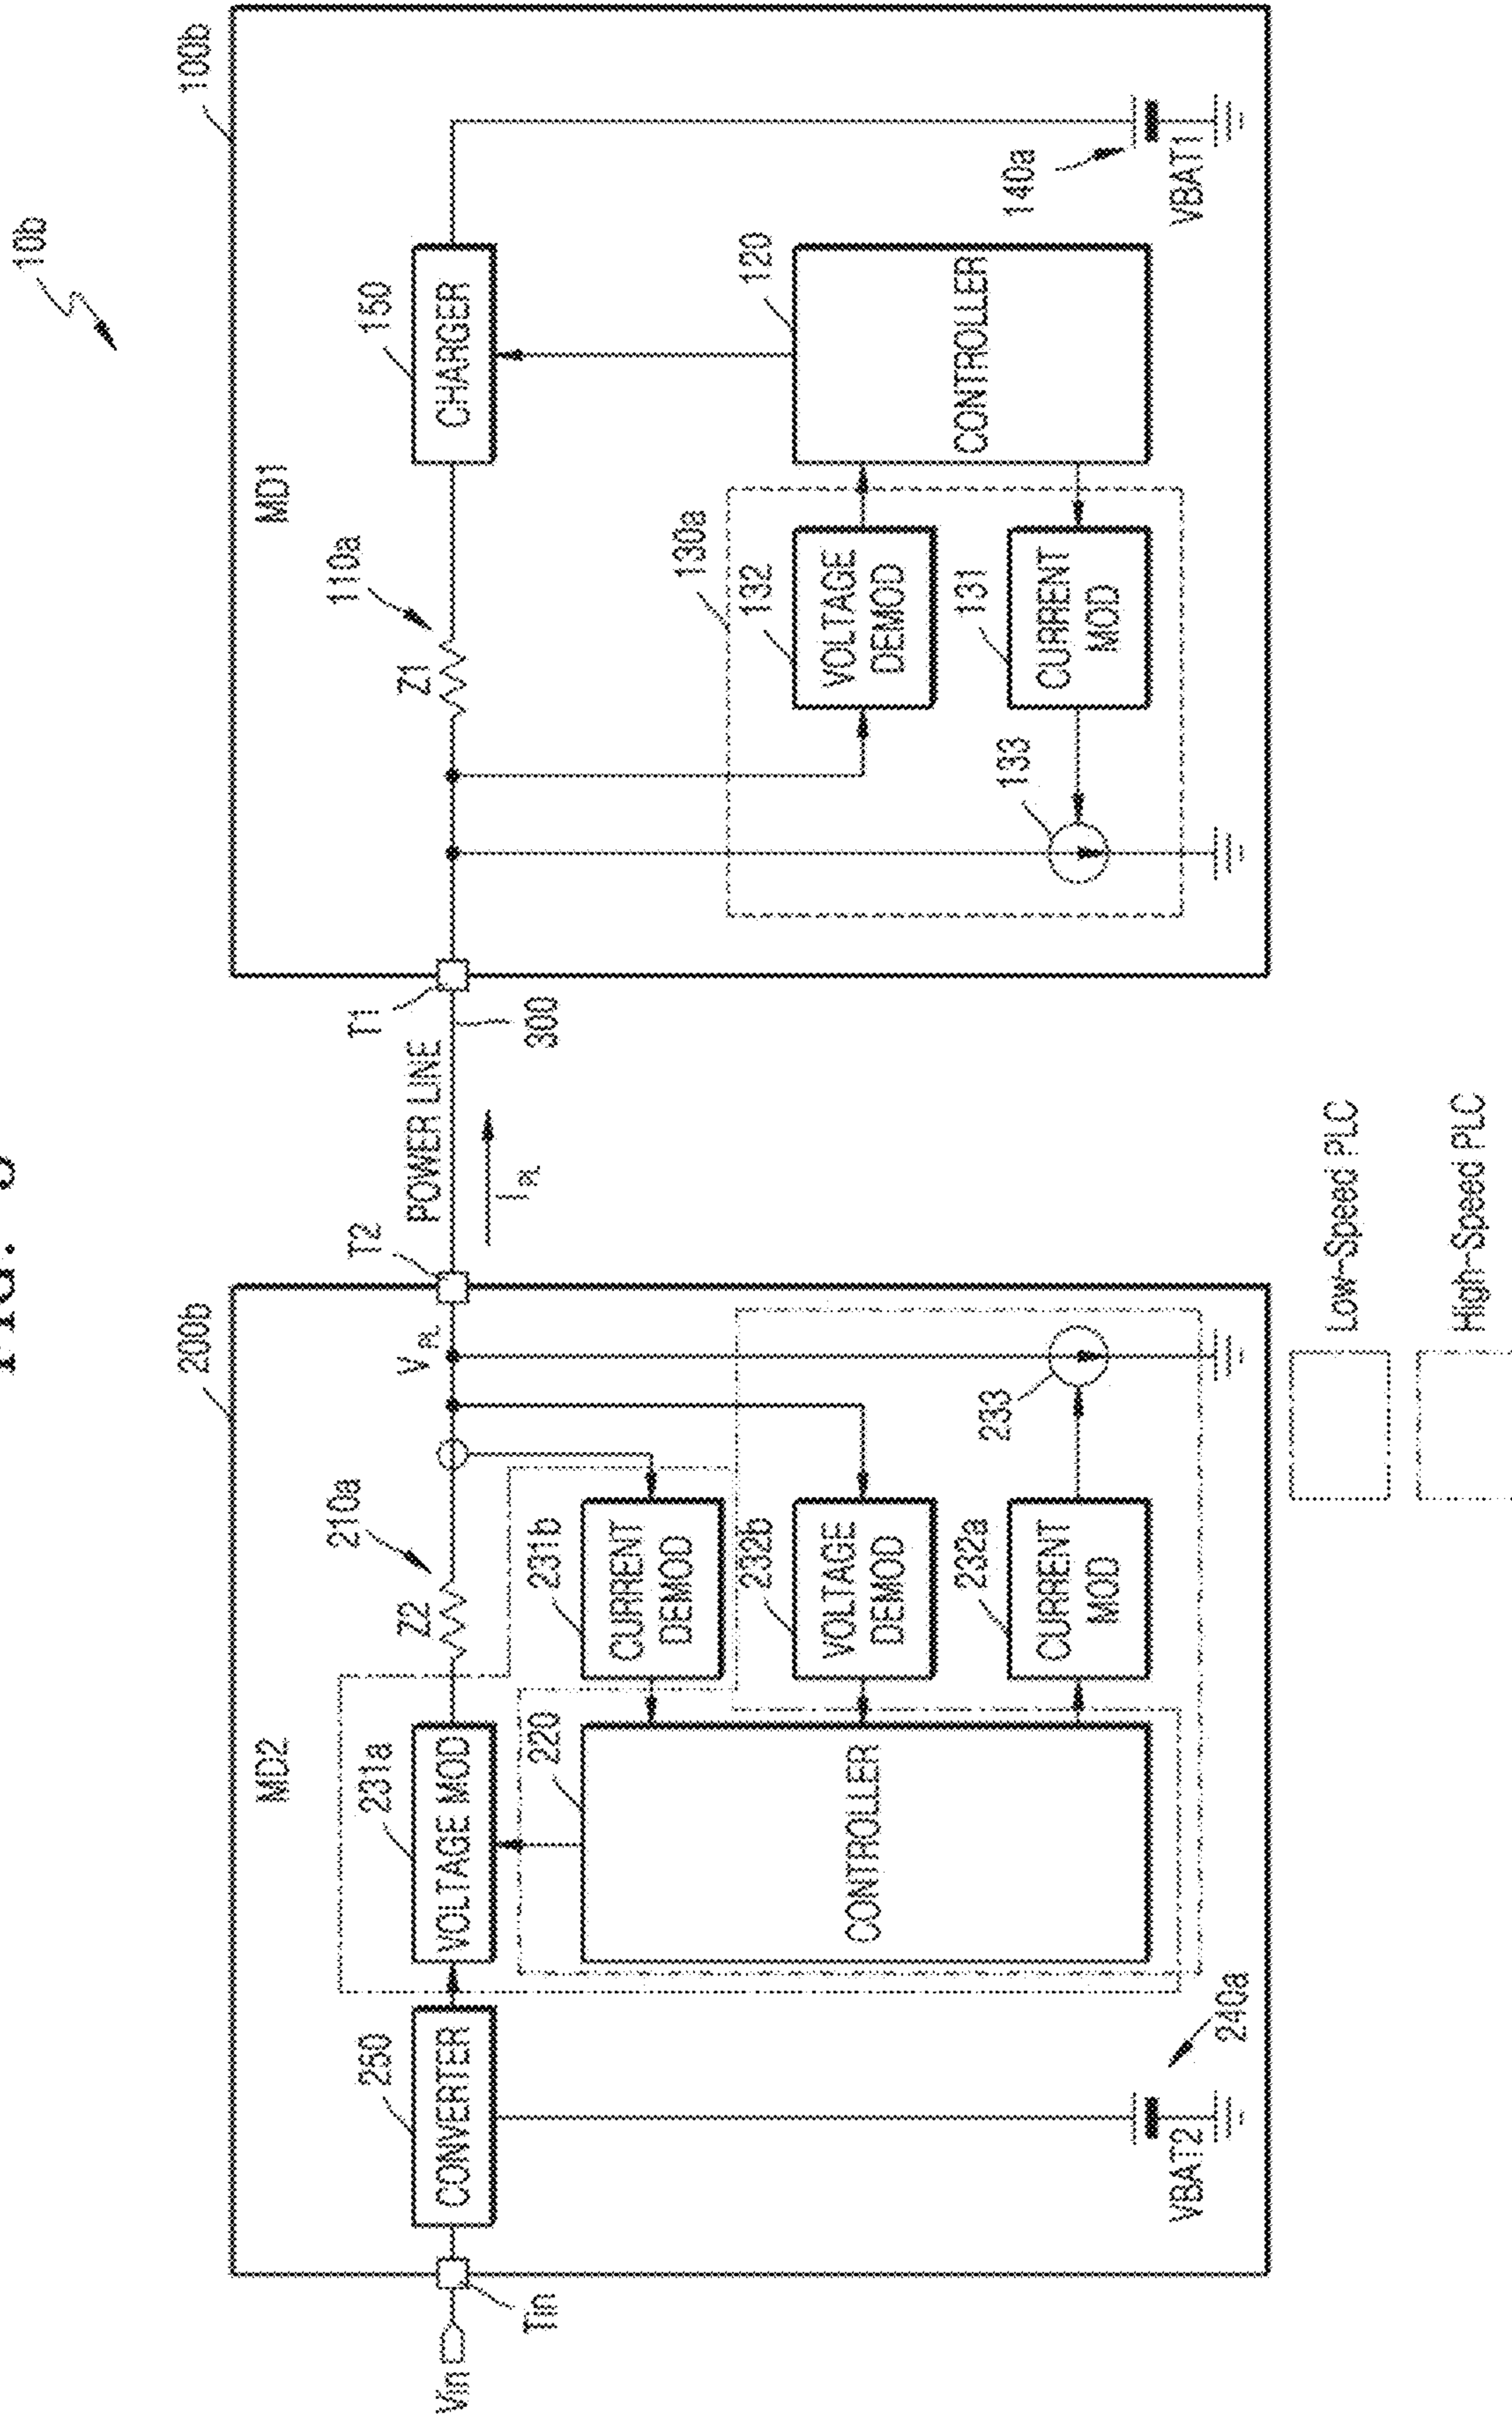 10b
200b
MD2
Vin
Tin
250
CONVERTER
231a
VOLTAGE MOD
Z2
210a
220
CONTROLLER
231b
CURRENT
DEMOD
232b
VOLTAGE
DEMOD
232a
CURRENT
MOD
233
VBAT2
240a
VPL
T2
POWER LINE
IPL
300
T1
100b
MD1
Z1
110a
150
CHARGER
130a
132
VOLTAGE
DEMOD
131
CURRENT
MOD
133
120
CONTROLLER
140a
VBAT1
Low-Speed PLC
High-Speed PLC